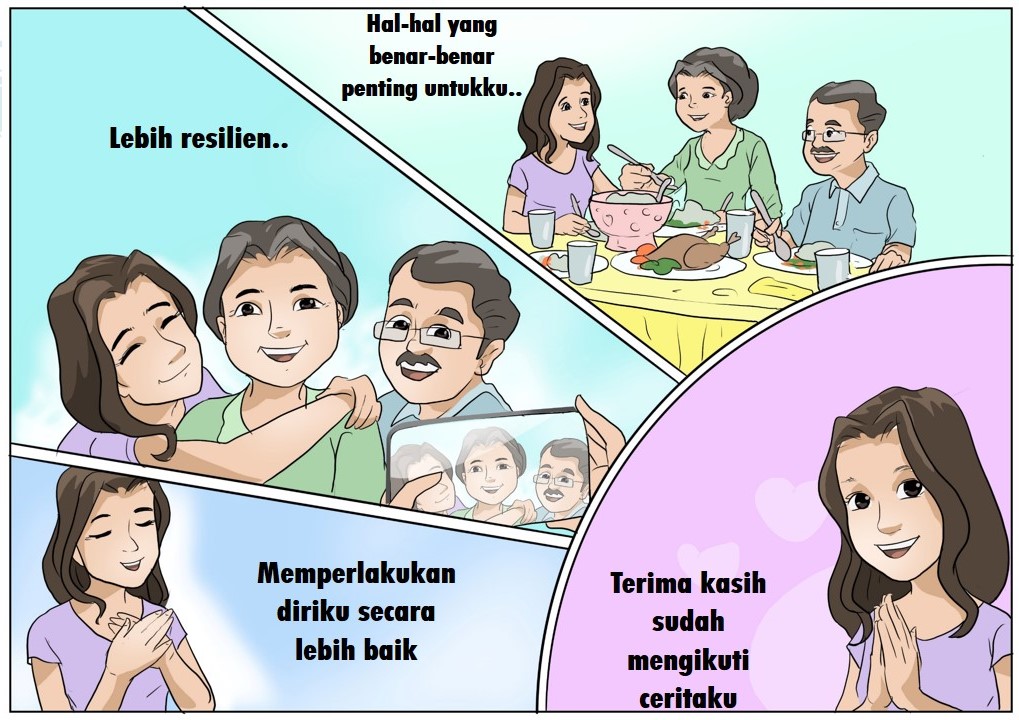 Hal-hal yang
benar-benar
penting untukku..
Lebih resilien..
Memperlakukan
diriku secara
lebih baik
Terima kasih
sudah
mengikuti
ceritaku